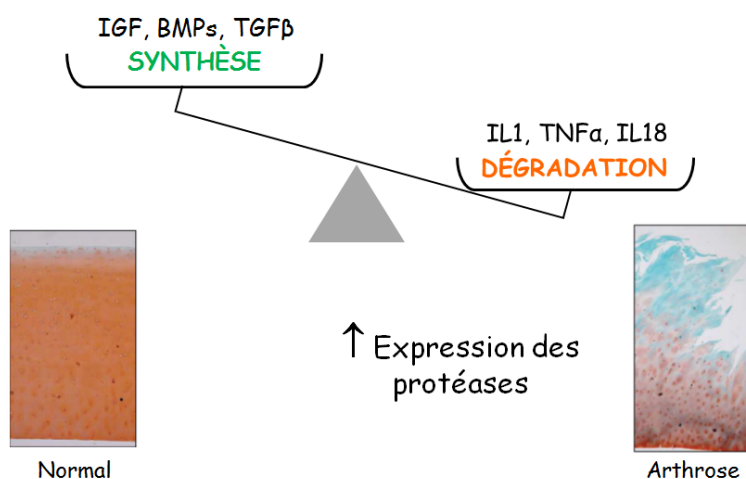 IGF, BMPs, TGFβ
SYNTHÈSE
IL1, TNFα, IL18
DÉGRADATION
↑ Expression des
protéases
Normal
Arthrose